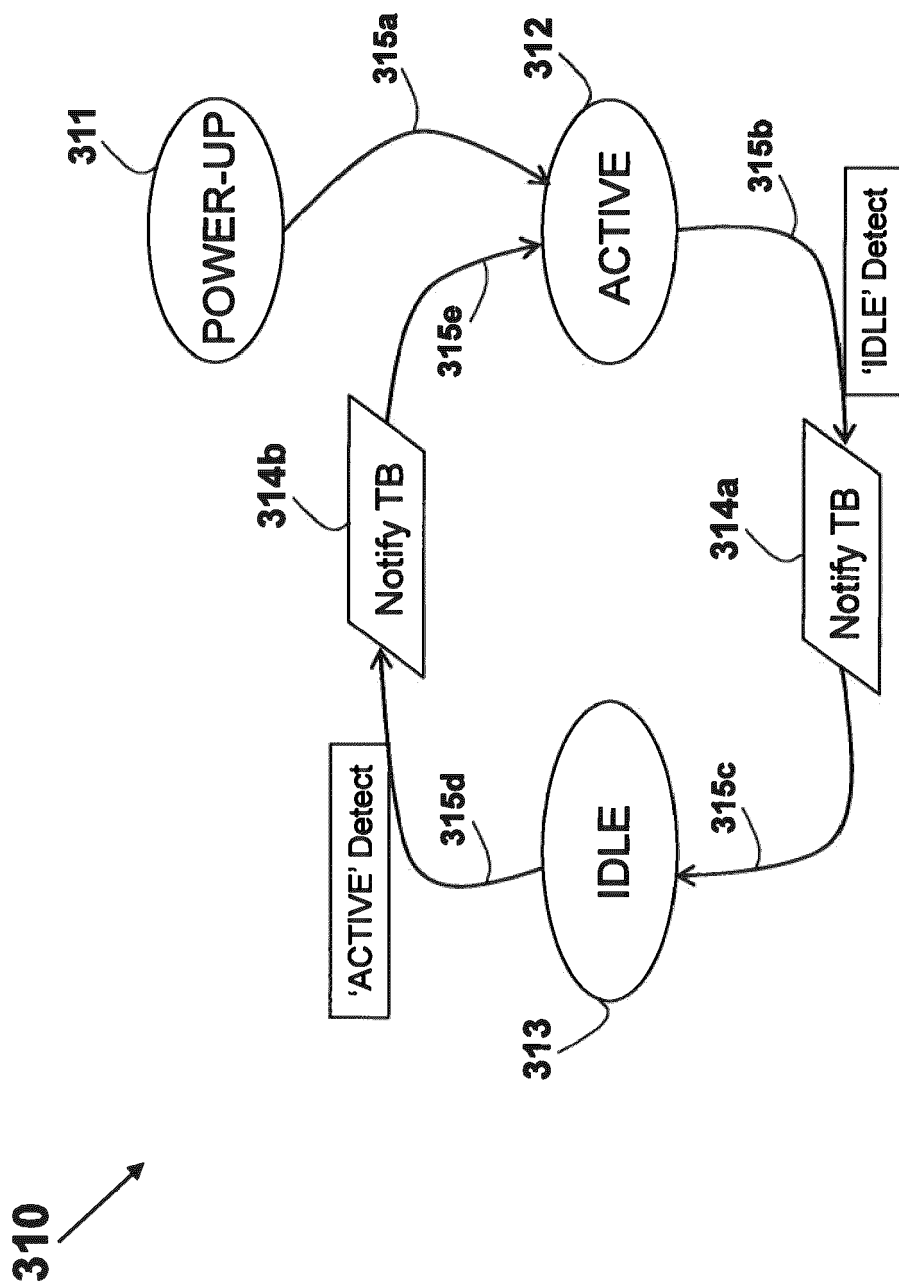 310
311
POWER-UP
315a
312
ACTIVE
315e
315b
'IDLE' Detect
314b
Notify TB
314a
Notify TB
'ACTIVE' Detect
315d
315c
IDLE
313